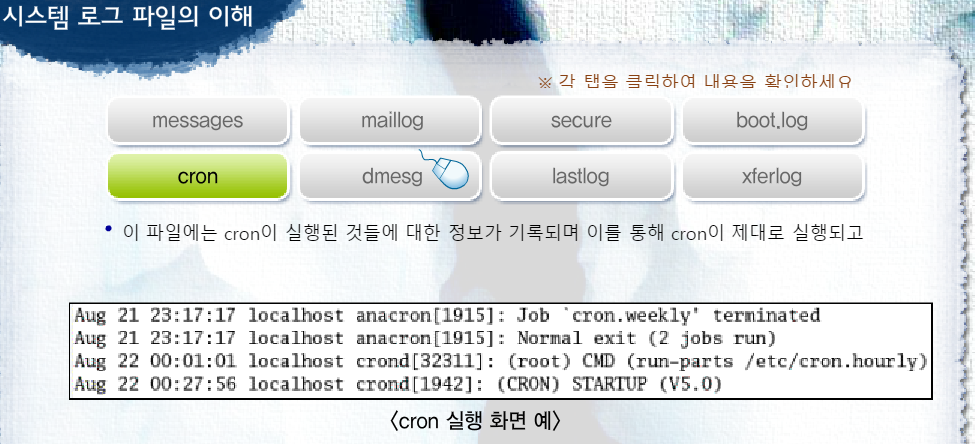 시스템 로그 파일의 이해
※ 각 탭을 클릭하여 내용을 확인하세요
messages maillog secure boot.log
cron dmesg lastlog xferlog
• 이 파일에는 cron이 실행된 것들에 대한 정보가 기록되며 이를 통해 cron이 제대로 실행되고
Aug 21 23:17:17 localhost anacron[1915]: Job `cron.weekly' terminated
Aug 21 23:17:17 localhost anacron[1915]: Normal exit (2 jobs run)
Aug 22 00:01:01 localhost crond[32311]: (root) CMD (run-parts /etc/cron.hourly)
Aug 22 00:27:56 localhost crond[1942]: (CRON) STARTUP (V5.0)
〈cron 실행 화면 예〉